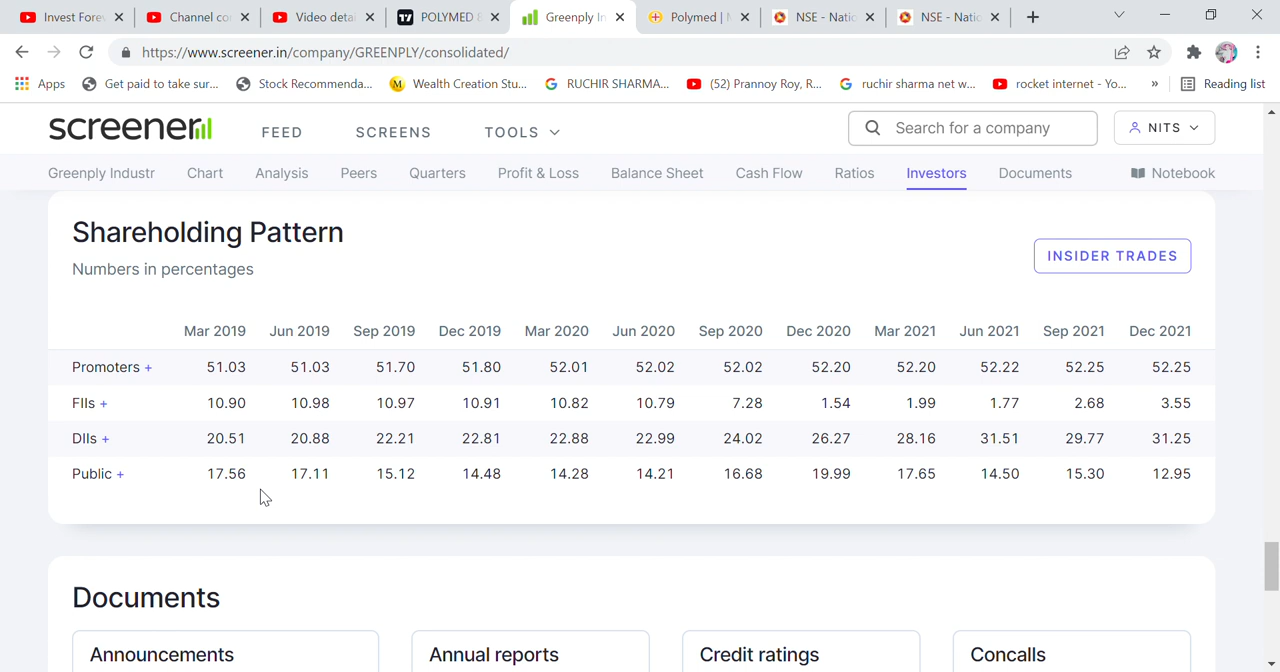 Invest Fore
Channel co
Video detai
POLYMED 8
Greenply In
Polymed | M
NSE - Natio
NSE - Natio
https://www.screener.in/company/GREENPLY/consolidated/
Apps Get paid to take sur... Stock Recommenda... Wealth Creation Stu... RUCHIR SHARMA... (52) Prannoy Roy, R... ruchir sharma net w... rocket internet - Yo... » Reading list
screener FEED SCREENS TOOLS Search for a company NITS
Greenply Industr Chart Analysis Peers Quarters Profit & Loss Balance Sheet Cash Flow Ratios Investors Documents Notebook
Shareholding Pattern
Numbers in percentages
INSIDER TRADES
Mar 2019 Jun 2019 Sep 2019 Dec 2019 Mar 2020 Jun 2020 Sep 2020 Dec 2020 Mar 2021 Jun 2021 Sep 2021 Dec 2021
Promoters + 51.03 51.03 51.70 51.80 52.01 52.02 52.02 52.20 52.20 52.22 52.25 52.25
FIIs + 10.90 10.98 10.97 10.91 10.82 10.79 7.28 1.54 1.99 1.77 2.68 3.55
DIIs + 20.51 20.88 22.21 22.81 22.88 22.99 24.02 26.27 28.16 31.51 29.77 31.25
Public + 17.56 17.11 15.12 14.48 14.28 14.21 16.68 19.99 17.65 14.50 15.30 12.95
Documents
Announcements Annual reports Credit ratings Concalls